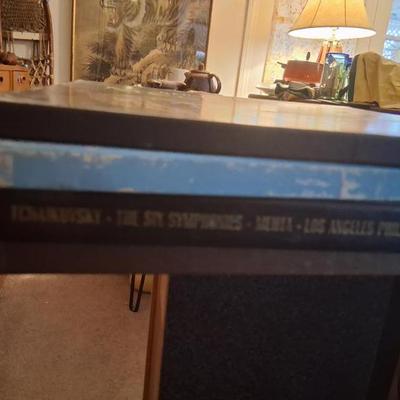 TCHAIKOVSKY • THE SIX SYMPHONIES • MEHTA • LOS ANGELES PHIL